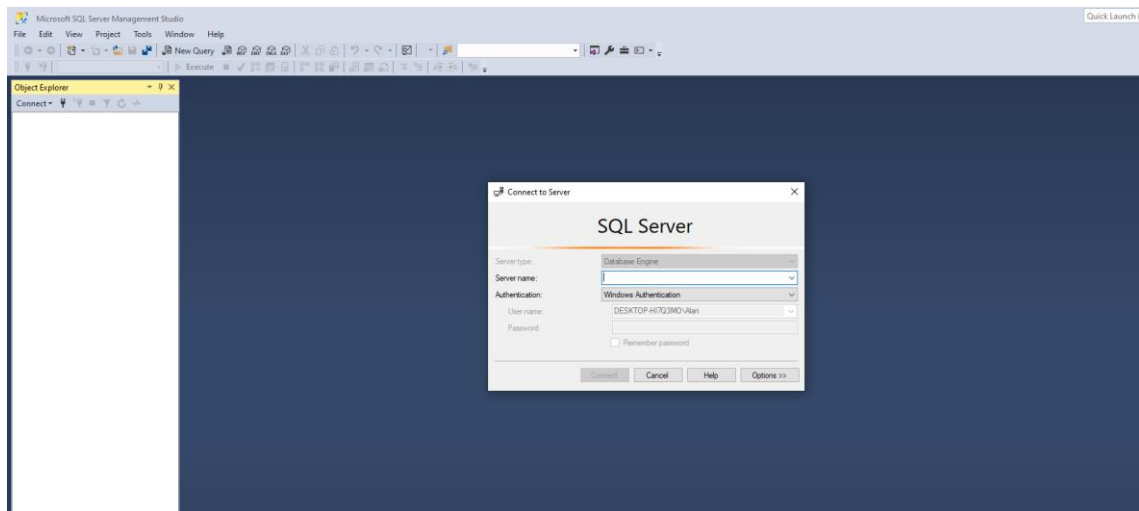 Microsoft SQL Server Management Studio
Quick Launch
File Edit View Project Tools Window Help
New Query
Execute
Object Explorer
Connect
Connect to Server
SQL Server
Server type: Database Engine
Server name:
Authentication: Windows Authentication
User name: DESKTOP-HI7Q3MO\Alan
Password:
Remember password
Connect Cancel Help Options >>